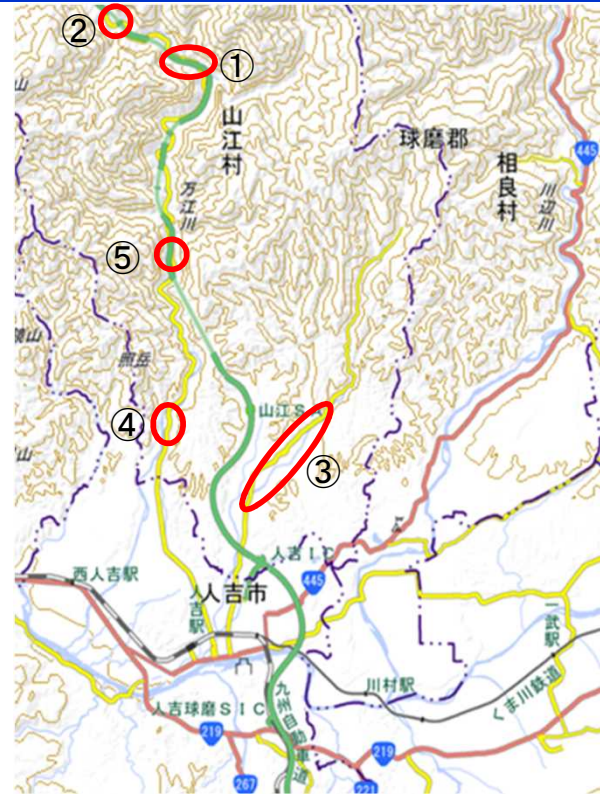 ②
①
山
山江村
球磨郡
445
相良村
川辺川
万江川
⑤
照岳
山
山江SA
④
③
人吉IC
西人吉駅
445
人吉市
人吉駅
一武駅
川村駅
くま川鉄道
人吉球磨SIC
九州自動車道
219
219
267
221